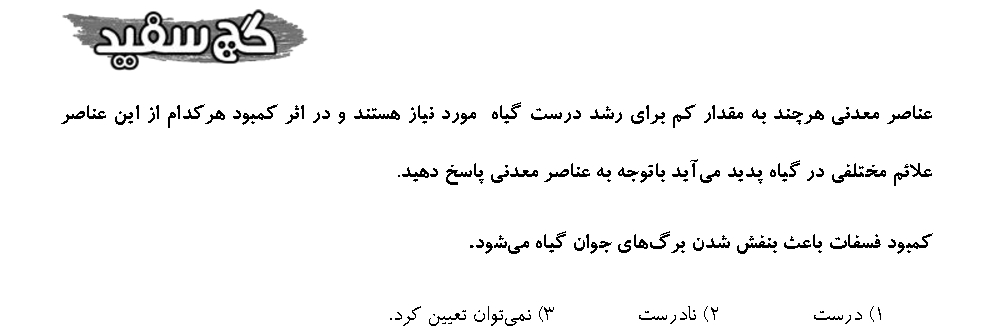 گچ سفید
عناصر معدنی هرچند به مقدار کم برای رشد درست گیاه مورد نیاز هستند و در اثر کمبود هرکدام از این عناصر
علائم مختلفی در گیاه پدید می‌آید باتوجه به عناصر معدنی پاسخ دهید.
کمبود فسفات باعث بنفش شدن برگ‌های جوان گیاه می‌شود.
۱) درست ۲) نادرست ۳) نمی‌توان تعیین کرد.